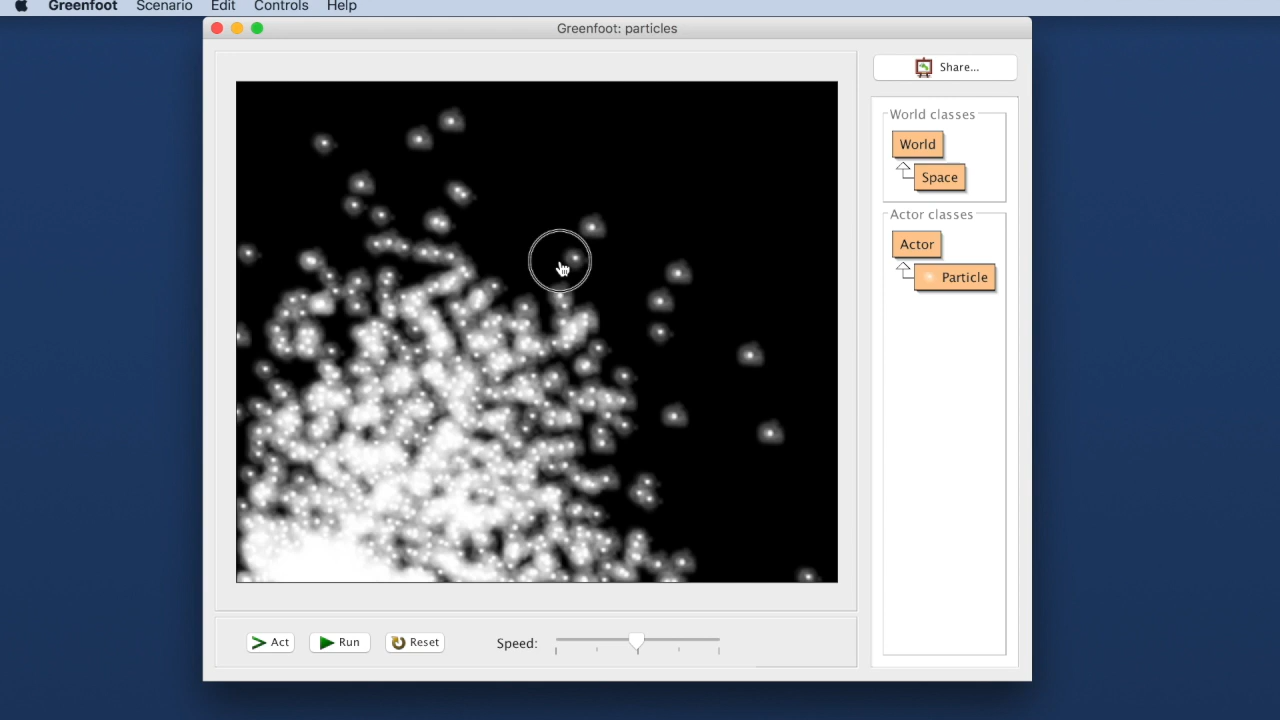 Greenfoot Scenario Edit Controls Help
Greenfoot: particles
Share...
World classes
World
Space
Actor classes
Actor
Particle
Act Run Reset Speed: